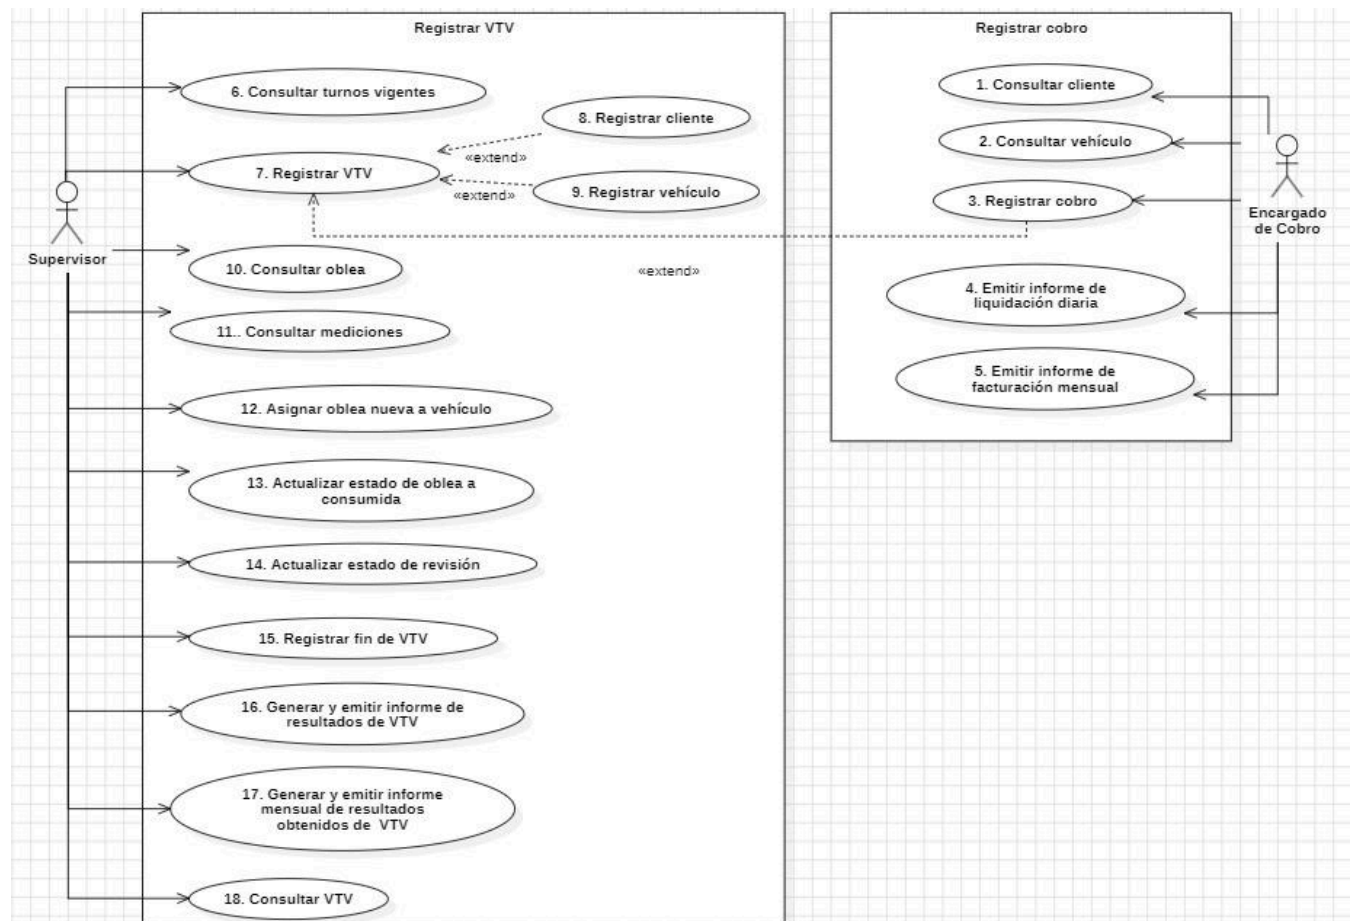 Registrar VTV
6. Consultar turnos vigentes
8. Registrar cliente
«extend»
7. Registrar VTV
9. Registrar vehículo
«extend»
Supervisor
10. Consultar oblea
«extend»
11.. Consultar mediciones
12. Asignar oblea nueva a vehículo
13. Actualizar estado de oblea a
consumida
14. Actualizar estado de revisión
15. Registrar fin de VTV
16. Generar y emitir informe de
resultados de VTV
17. Generar y emitir informe
mensual de resultados
obtenidos de VTV
18. Consultar VTV
Registrar cobro
1. Consultar cliente
2. Consultar vehículo
3. Registrar cobro
Encargado
de Cobro
4. Emitir informe de
liquidación diaria
5. Emitir informe de
facturación mensual